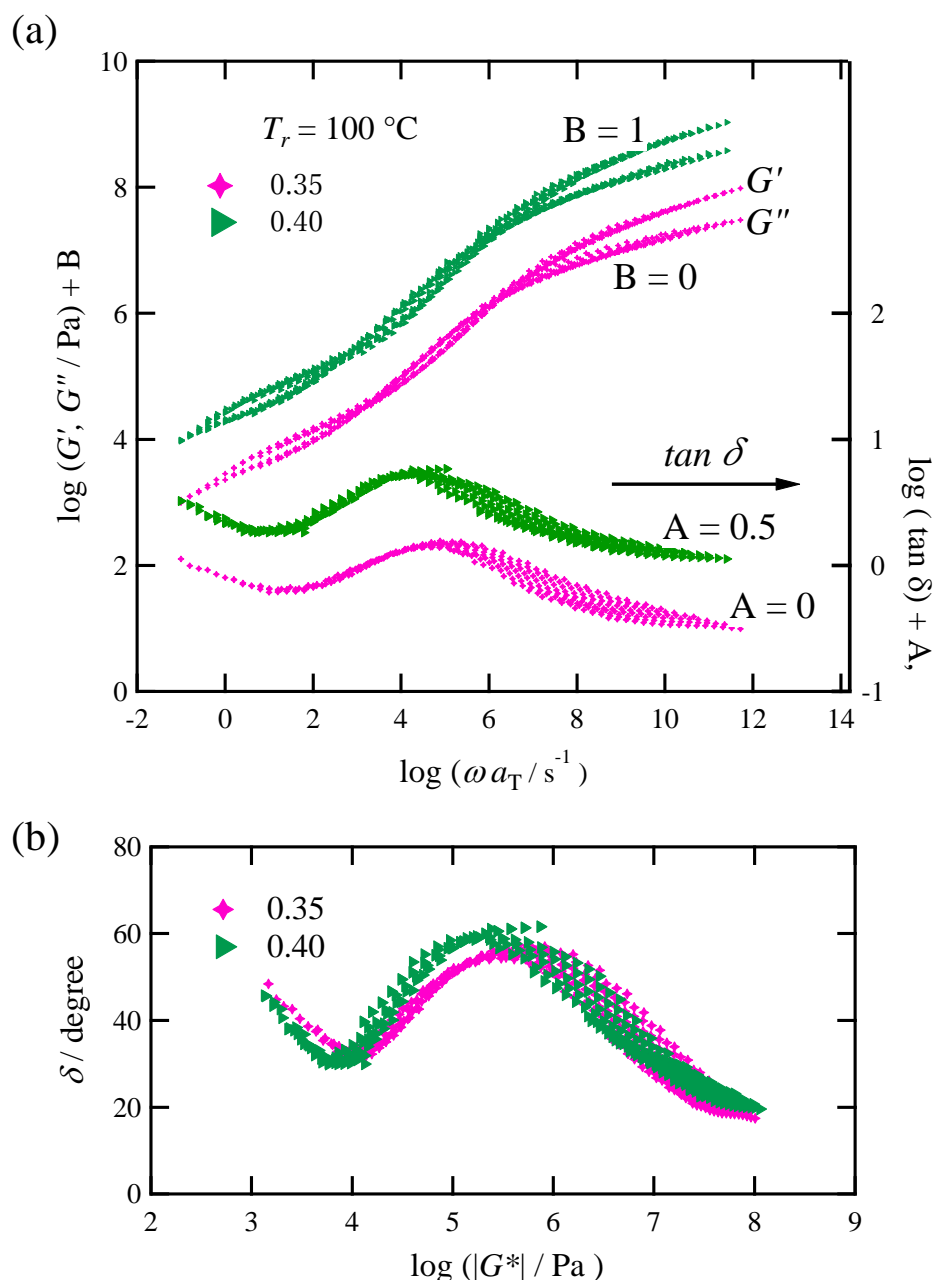 (a)
10
8
6
4
2
0
log (G', G'' / Pa) + B
T_r = 100 °C
0.35
0.40
B = 1
G'
G''
B = 0
tan δ
A = 0.5
A = 0
2
1
0
-1
log ( tan δ) + A,
-2 0 2 4 6 8 10 12 14
log (ω a_T / s^-1)
(b)
80
60
40
20
0
δ / degree
0.35
0.40
2 3 4 5 6 7 8 9
log (|G*| / Pa )